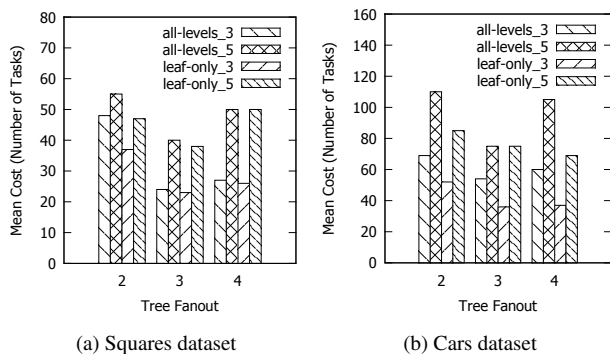 80
70
60
50
40
30
20
10
0
Mean Cost (Number of Tasks)
all-levels_3
all-levels_5
leaf-only_3
leaf-only_5
2 3 4
Tree Fanout
(a) Squares dataset
160
140
120
100
80
60
40
20
0
Mean Cost (Number of Tasks)
all-levels_3
all-levels_5
leaf-only_3
leaf-only_5
2 3 4
Tree Fanout
(b) Cars dataset